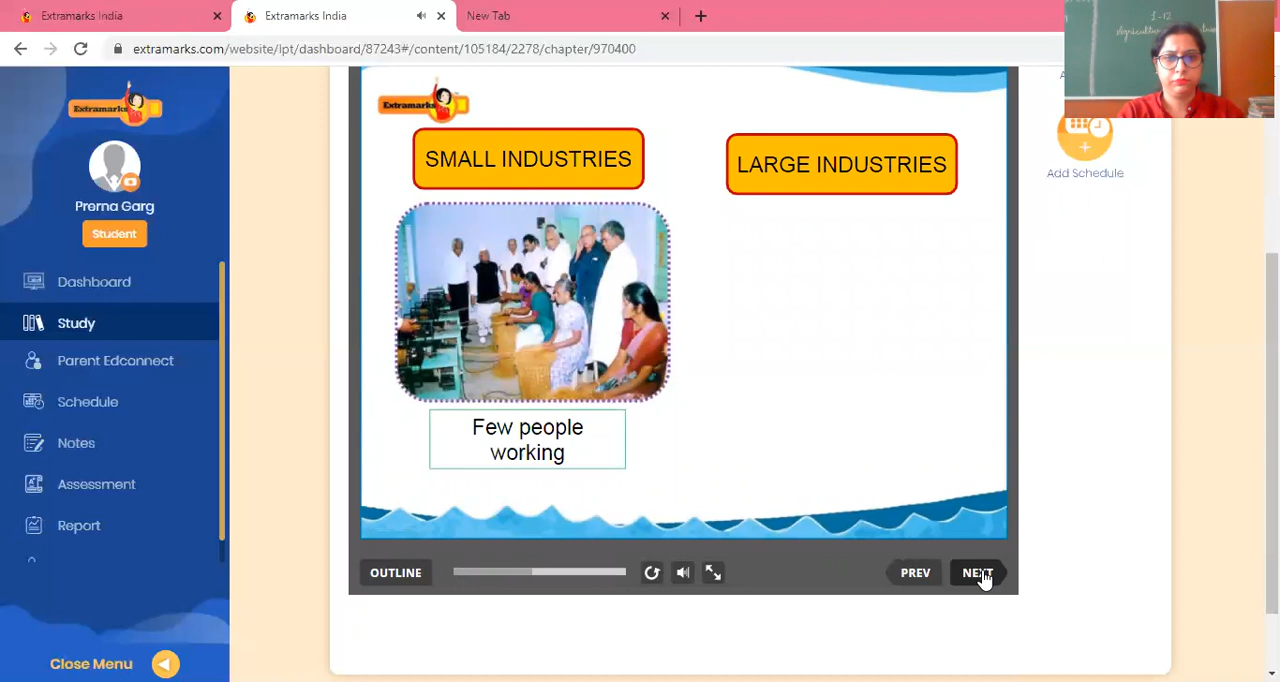 Extramarks India
Extramarks India
New Tab
extramarks.com/website/lpt/dashboard/87243#/content/105184/2278/chapter/970400
Extramarks
Prerna Garg
Student
Dashboard
Study
Parent Edconnect
Schedule
Notes
Assessment
Report
Close Menu
Extramarks
SMALL INDUSTRIES
LARGE INDUSTRIES
Few people
working
OUTLINE
PREV
NEXT
Add Schedule
L-12